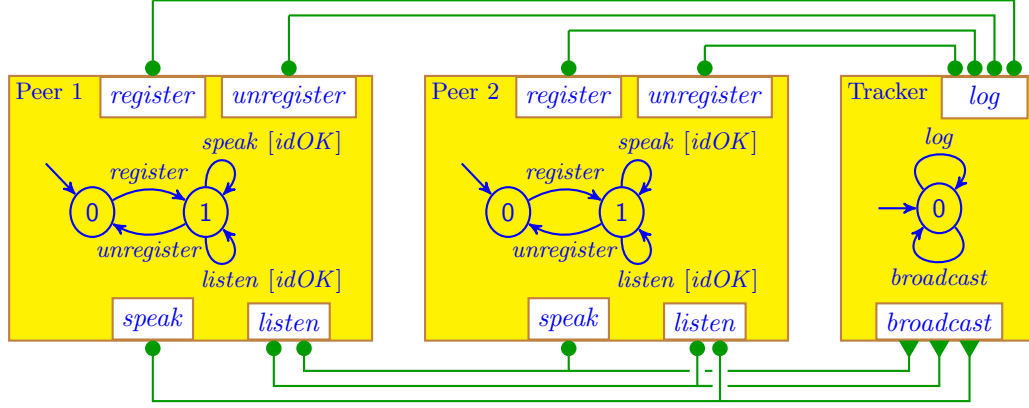 Peer 1
register
unregister
speak [idOK]
register
0
1
unregister
listen [idOK]
speak
listen
Peer 2
register
unregister
speak [idOK]
register
0
1
unregister
listen [idOK]
speak
listen
Tracker
log
log
0
broadcast
broadcast